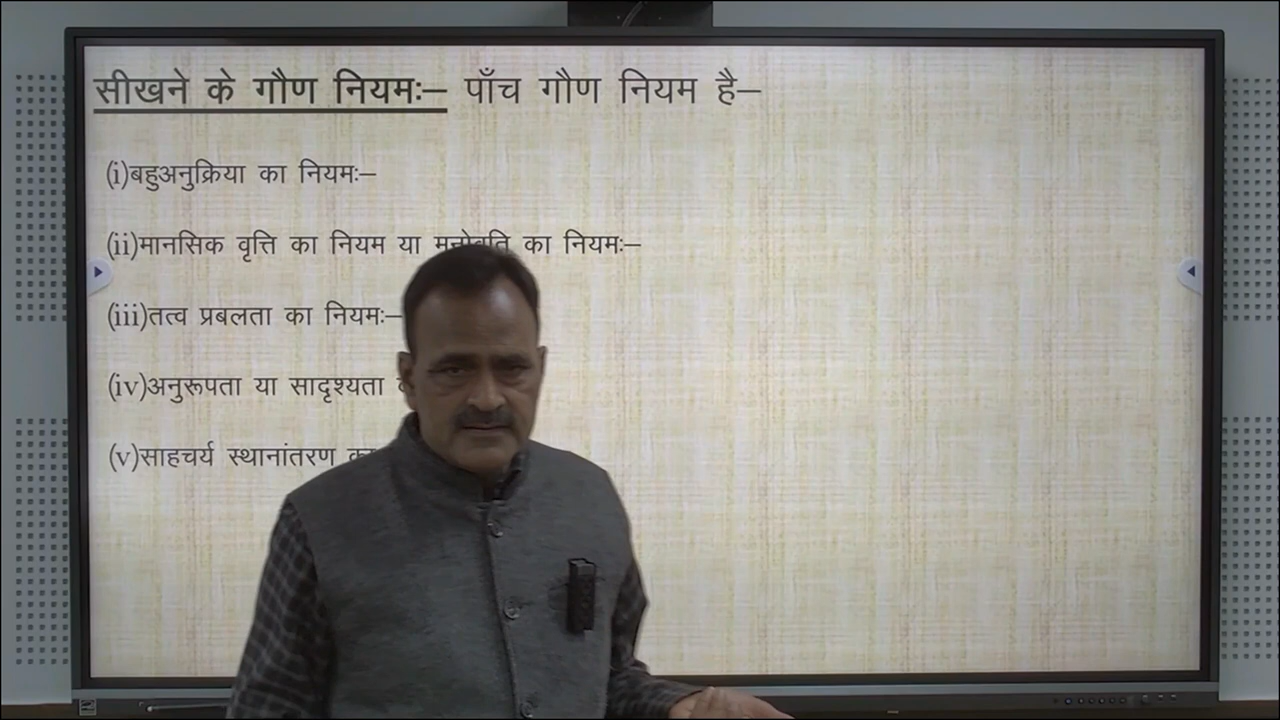 सीखने के गौण नियमः– पाँच गौण नियम है–
(i)बहुअनुक्रिया का नियमः–
(ii)मानसिक वृत्ति का नियम या का नियमः–
(iii)तत्व प्रबलता का नियमः–
(iv)अनुरूपता या सादृश्यता
(v)साहचर्य स्थानांतरण